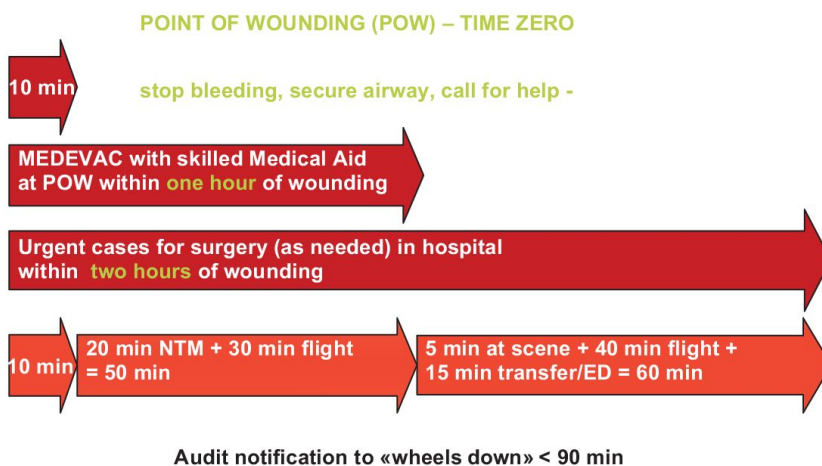 POINT OF WOUNDING (POW) – TIME ZERO
10 min
stop bleeding, secure airway, call for help -
MEDEVAC with skilled Medical Aid
at POW within one hour of wounding
Urgent cases for surgery (as needed) in hospital
within two hours of wounding
10 min
20 min NTM + 30 min flight
= 50 min
5 min at scene + 40 min flight +
15 min transfer/ED = 60 min
Audit notification to «wheels down» < 90 min